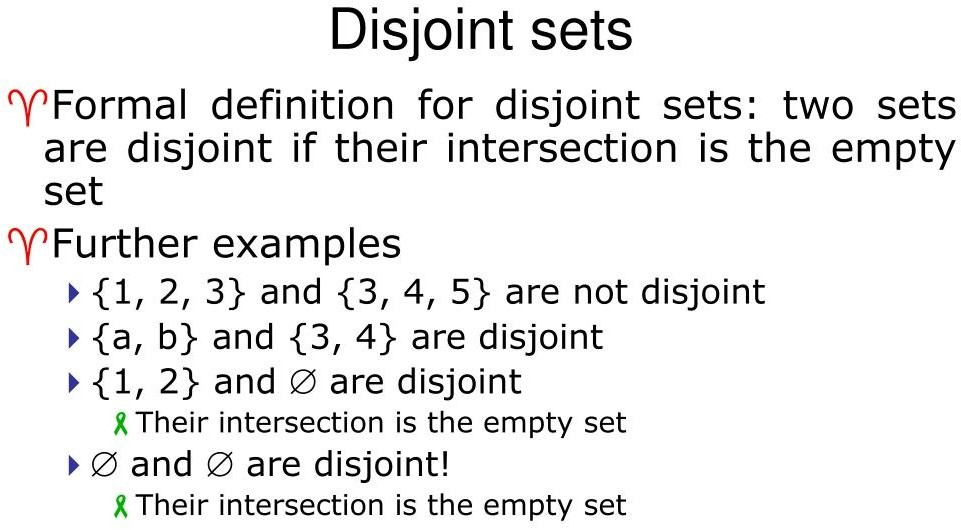 Disjoint sets
Formal definition for disjoint sets: two sets
are disjoint if their intersection is the empty
set
Further examples
{1, 2, 3} and {3, 4, 5} are not disjoint
{a, b} and {3, 4} are disjoint
{1, 2} and ∅ are disjoint
Their intersection is the empty set
∅ and ∅ are disjoint!
Their intersection is the empty set